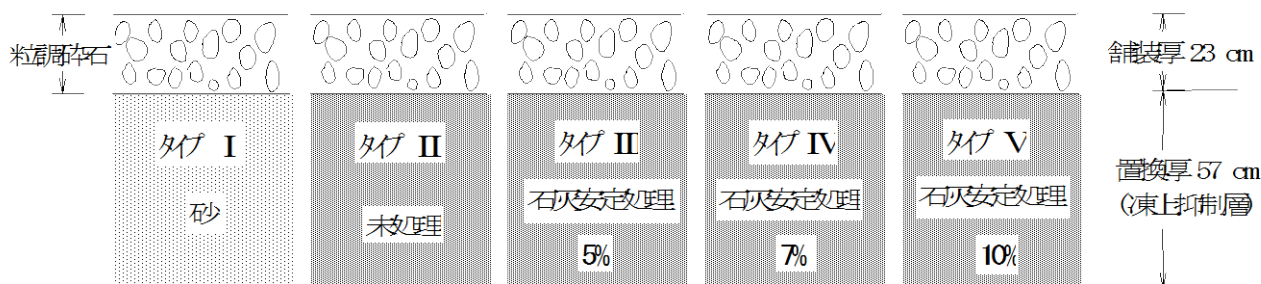 粒調砕石
タイプ I
砂
タイプ II
未処理
タイプ III
石灰安定処理
5%
タイプ IV
石灰安定処理
7%
タイプ V
石灰安定処理
10%
舗装厚 23 cm
置換厚 57 cm
(凍上抑制層)